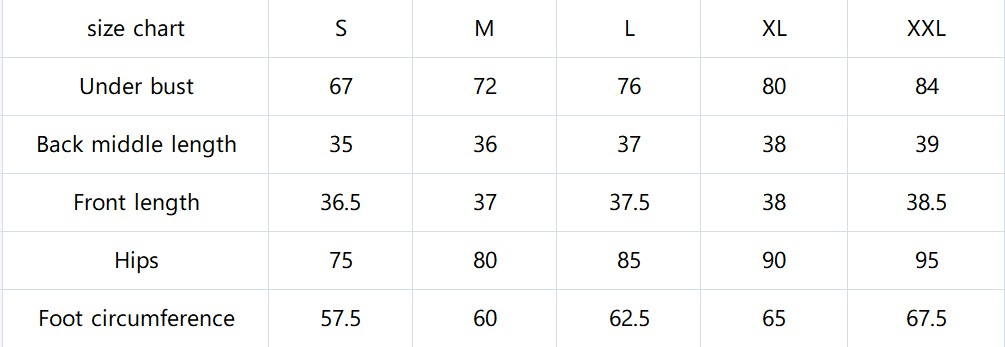 size chart S M L XL XXL
Under bust 67 72 76 80 84
Back middle length 35 36 37 38 39
Front length 36.5 37 37.5 38 38.5
Hips 75 80 85 90 95
Foot circumference 57.5 60 62.5 65 67.5